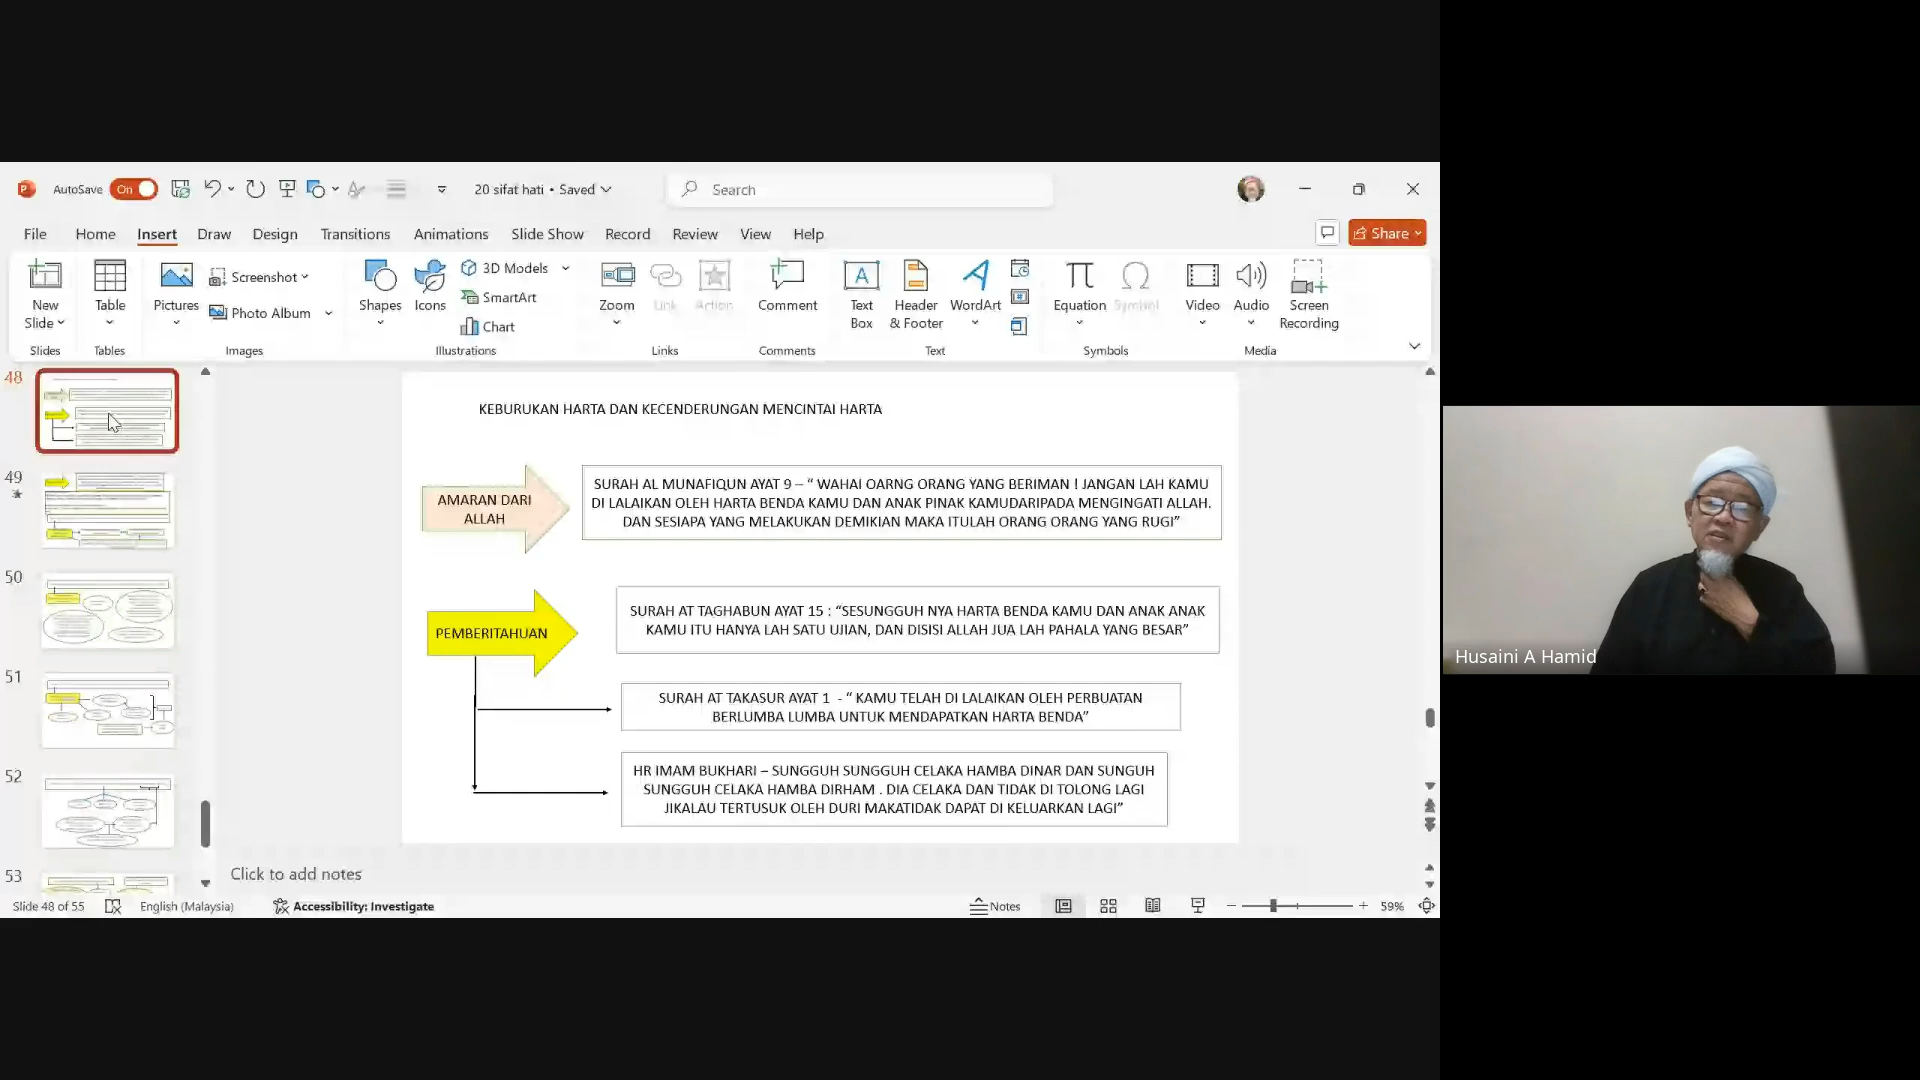 AutoSave On 20 sifat hati • Saved Search
File Home Insert Draw Design Transitions Animations Slide Show Record Review View Help Share
New Slide
Table
Pictures
Screenshot
Photo Album
Shapes
Icons
3D Models
SmartArt
Chart
Zoom
Link
Action
Comment
Text Box
Header & Footer
WordArt
Equation
Symbol
Video
Audio
Screen Recording
Slides Tables Images Illustrations Links Comments Text Symbols Media
48
49
50
51
52
53
KEBURUKAN HARTA DAN KECENDERUNGAN MENCINTAI HARTA
AMARAN DARI
ALLAH
SURAH AL MUNAFIQUN AYAT 9 – “ WAHAI OARNG ORANG YANG BERIMAN ! JANGAN LAH KAMU
DI LALAIKAN OLEH HARTA BENDA KAMU DAN ANAK PINAK KAMUDARIPADA MENGINGATI ALLAH.
DAN SESIAPA YANG MELAKUKAN DEMIKIAN MAKA ITULAH ORANG ORANG YANG RUGI”
PEMBERITAHUAN
SURAH AT TAGHABUN AYAT 15 : “SESUNGGUH NYA HARTA BENDA KAMU DAN ANAK ANAK
KAMU ITU HANYA LAH SATU UJIAN, DAN DISISI ALLAH JUA LAH PAHALA YANG BESAR”
SURAH AT TAKASUR AYAT 1 - “ KAMU TELAH DI LALAIKAN OLEH PERBUATAN
BERLUMBA LUMBA UNTUK MENDAPATKAN HARTA BENDA”
HR IMAM BUKHARI – SUNGGUH SUNGGUH CELAKA HAMBA DINAR DAN SUNGUH
SUNGGUH CELAKA HAMBA DIRHAM . DIA CELAKA DAN TIDAK DI TOLONG LAGI
JIKALAU TERTUSUK OLEH DURI MAKATIDAK DAPAT DI KELUARKAN LAGI”
Click to add notes
Slide 48 of 55 English (Malaysia) Accessibility: Investigate Notes 59%
Husaini A Hamid